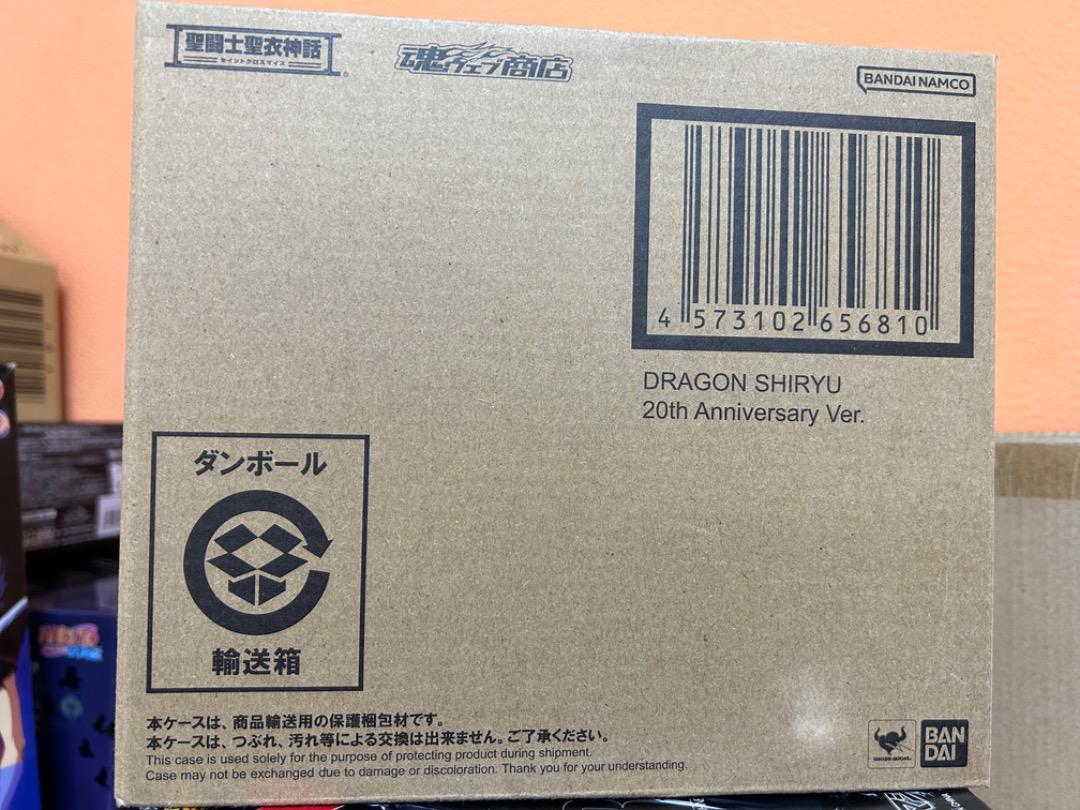 聖闘士聖衣神話
セイントクロスマイス
魂ウェブ商店
BANDAI NAMCO
4 573102 656810
DRAGON SHIRYU
20th Anniversary Ver.
ダンボール
輸送箱
本ケースは、商品輸送用の保護梱包材です。
本ケースは、つぶれ、汚れ等による交換は出来ません。ご了承ください。
This case is used solely for the purpose of protecting product during shipment.
Case may not be exchanged due to damage or discoloration. Thank you for your understanding.
BAN
DAI